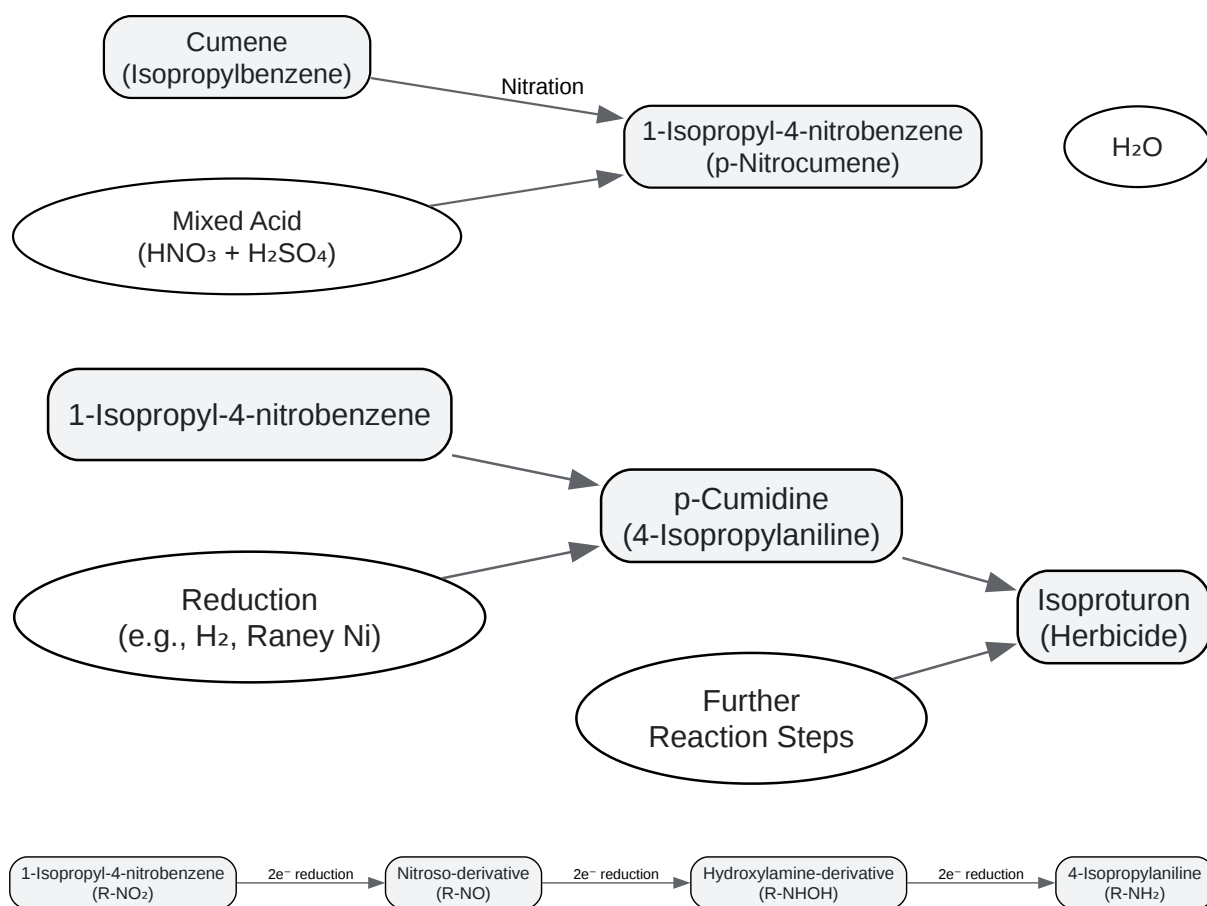 Cumene
(Isopropylbenzene)
Nitration
1-Isopropyl-4-nitrobenzene
(p-Nitrocumene)
H₂O
Mixed Acid
(HNO₃ + H₂SO₄)
1-Isopropyl-4-nitrobenzene
p-Cumidine
(4-Isopropylaniline)
Reduction
(e.g., H₂, Raney Ni)
Isoproturon
(Herbicide)
Further
Reaction Steps
1-Isopropyl-4-nitrobenzene
(R-NO₂)
2e⁻ reduction
Nitroso-derivative
(R-NO)
2e⁻ reduction
Hydroxylamine-derivative
(R-NHOH)
2e⁻ reduction
4-Isopropylaniline
(R-NH₂)